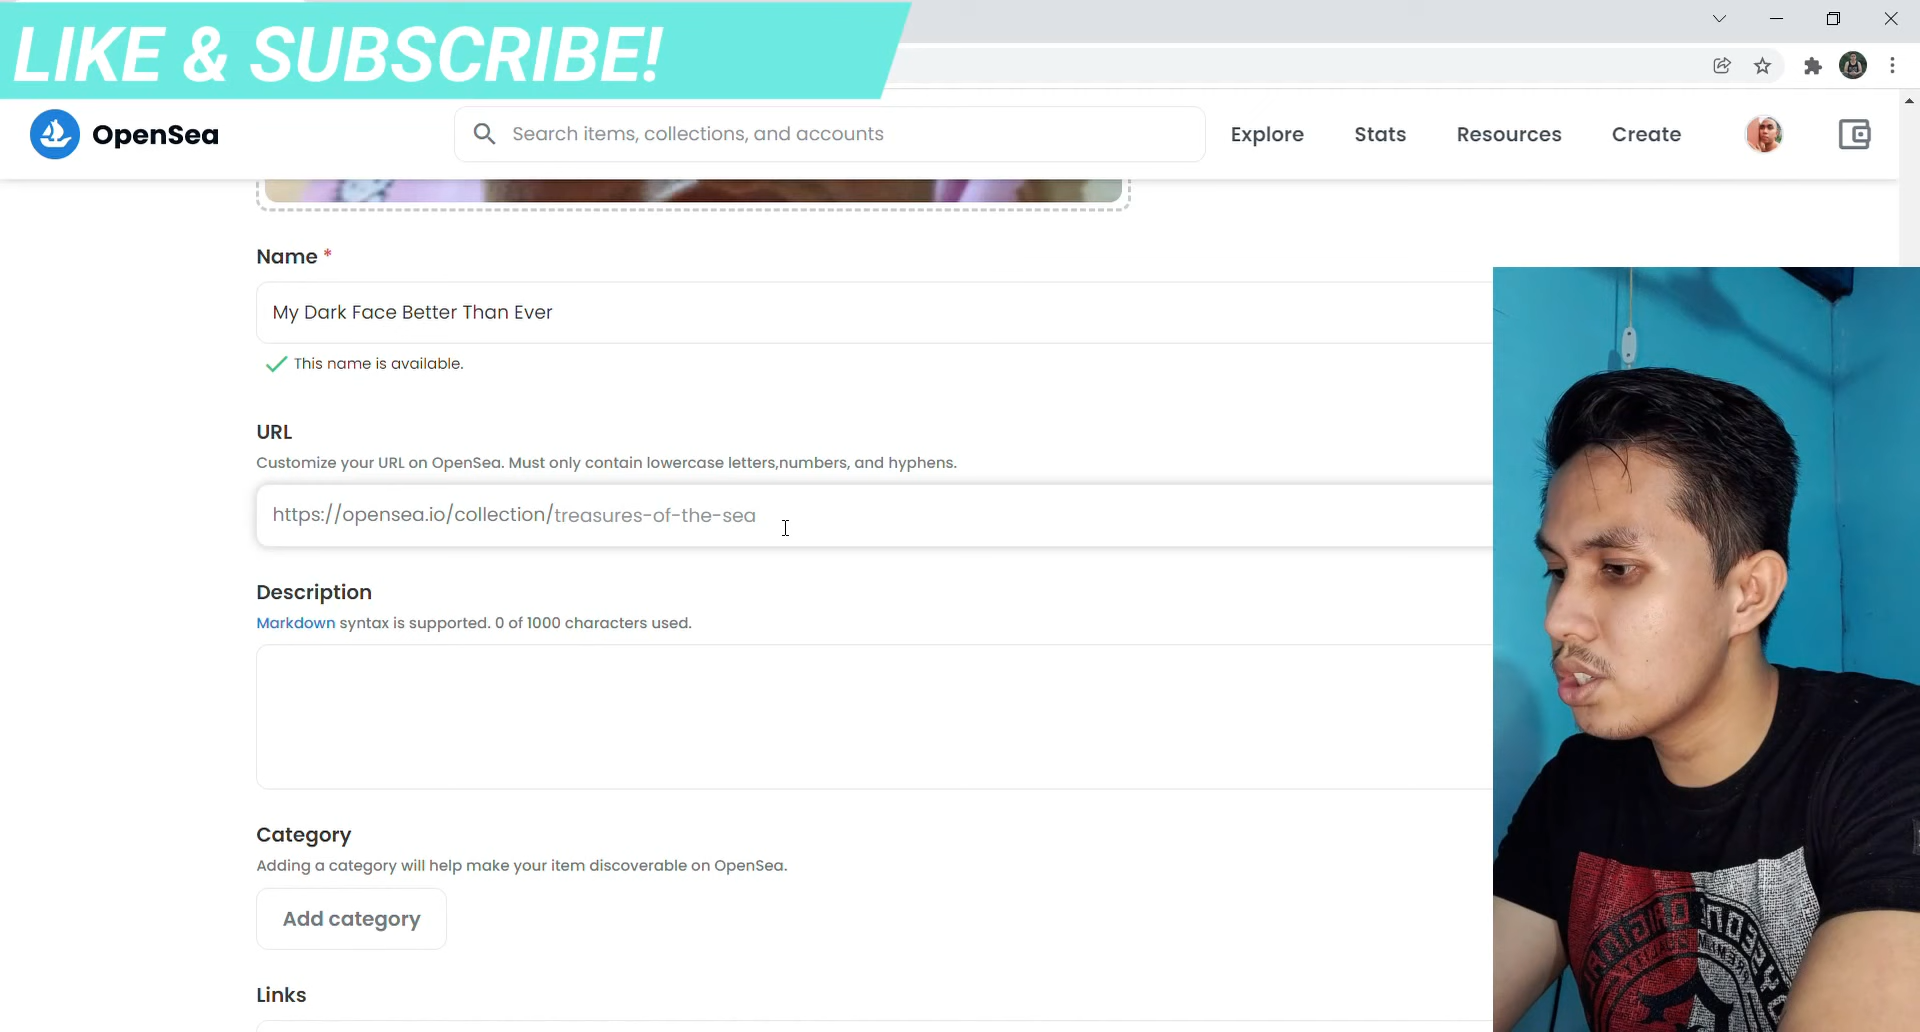 LIKE & SUBSCRIBE!
OpenSea
Search items, collections, and accounts
Explore
Stats
Resources
Create
Name *
My Dark Face Better Than Ever
This name is available.
URL
Customize your URL on OpenSea. Must only contain lowercase letters,numbers, and hyphens.
https://opensea.io/collection/treasures-of-the-sea
Description
Markdown syntax is supported. 0 of 1000 characters used.
Category
Adding a category will help make your item discoverable on OpenSea.
Add category
Links